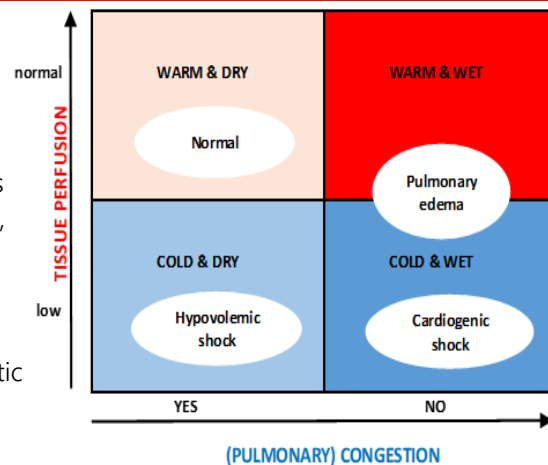 normal
WARM & DRY
WARM & WET
Normal
TISSUE PERFUSION
s
,
Pulmonary
edema
COLD & DRY
COLD & WET
low
Hypovolemic
shock
Cardiogenic
shock
tic
YES
NO
(PULMONARY) CONGESTION